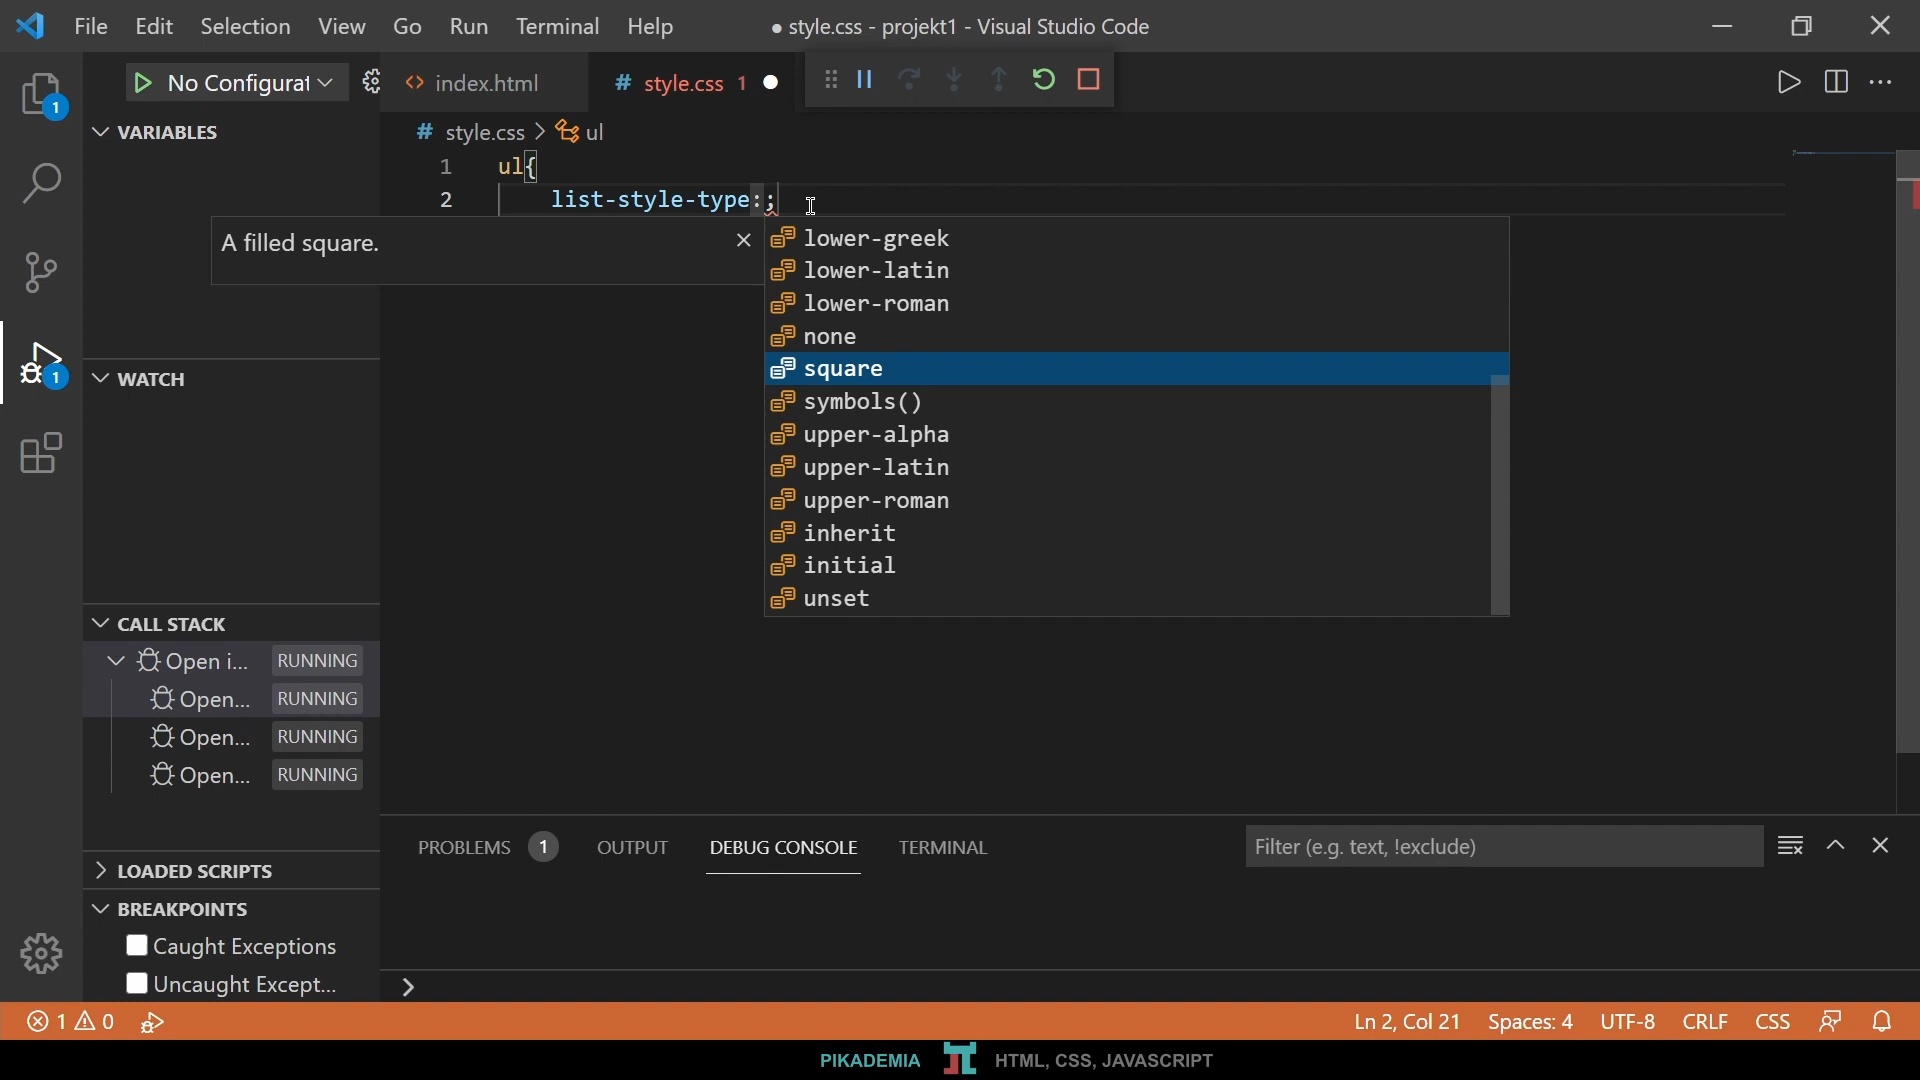 File Edit Selection View Go Run Terminal Help ● style.css - projekt1 - Visual Studio Code
No Configurat index.html # style.css 1
1
VARIABLES
# style.css > ul
1 ul{
2 list-style-type:;
A filled square.
lower-greek
lower-latin
lower-roman
none
square
symbols()
upper-alpha
upper-latin
upper-roman
inherit
initial
unset
1
WATCH
CALL STACK
Open i... RUNNING
Open... RUNNING
Open... RUNNING
Open... RUNNING
LOADED SCRIPTS
BREAKPOINTS
Caught Exceptions
Uncaught Except...
PROBLEMS 1 OUTPUT DEBUG CONSOLE TERMINAL Filter (e.g. text, !exclude)
>
1 0 Ln 2, Col 21 Spaces: 4 UTF-8 CRLF CSS
PIKADEMIA HTML, CSS, JAVASCRIPT